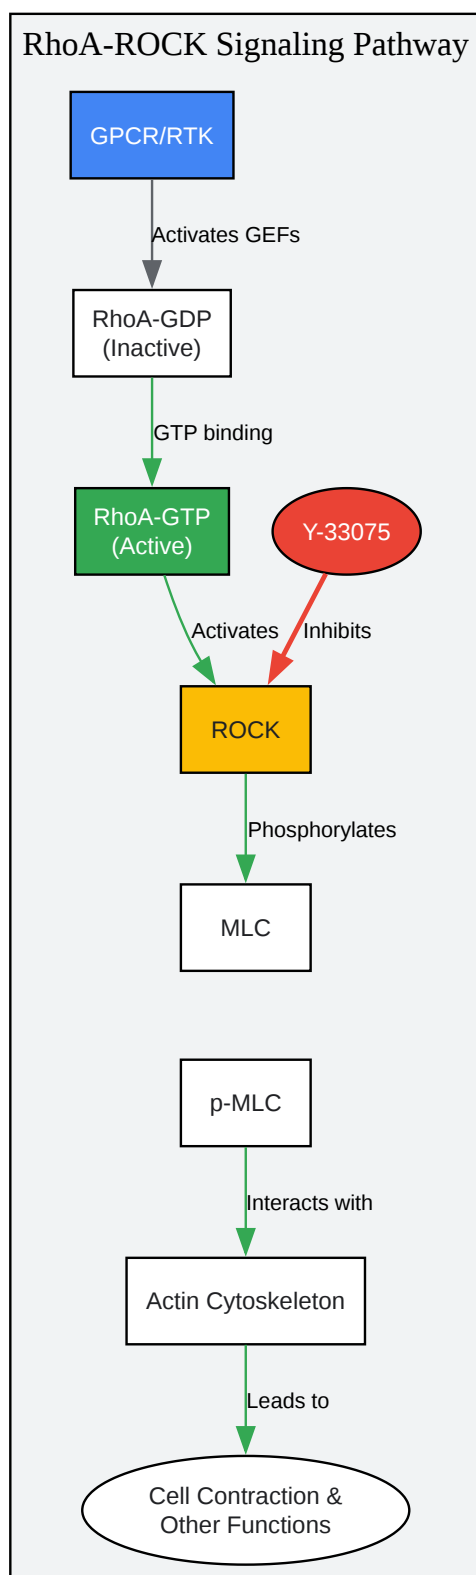 RhoA-ROCK Signaling Pathway
GPCR/RTK
Activates GEFs
RhoA-GDP
(Inactive)
GTP binding
RhoA-GTP
(Active)
Y-33075
Activates
Inhibits
ROCK
Phosphorylates
MLC
p-MLC
Interacts with
Actin Cytoskeleton
Leads to
Cell Contraction &
Other Functions